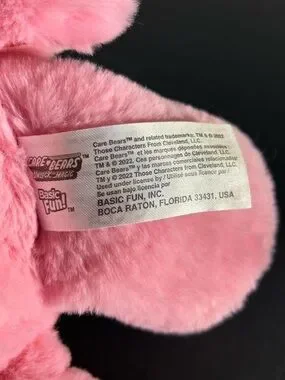 CARE BEARS
UNLOCK THE MAGIC
Basic
Fun!™
Care Bears™ and related trademarks: TM & © 2022
Those Characters From Cleveland, LLC.
Care Bears™ et les marques déposées associées:
TM & © 2022. Ces personnages de Cleveland, LLC.
Care Bears™ y las marcas comerciales relacionadas:
TM y © 2022 Those Characters From Cleveland, LLC.
Used under license by / Utilisé sous licence par /
Se usan bajo licencia por
BASIC FUN, INC.
BOCA RATON, FLORIDA 33431, USA